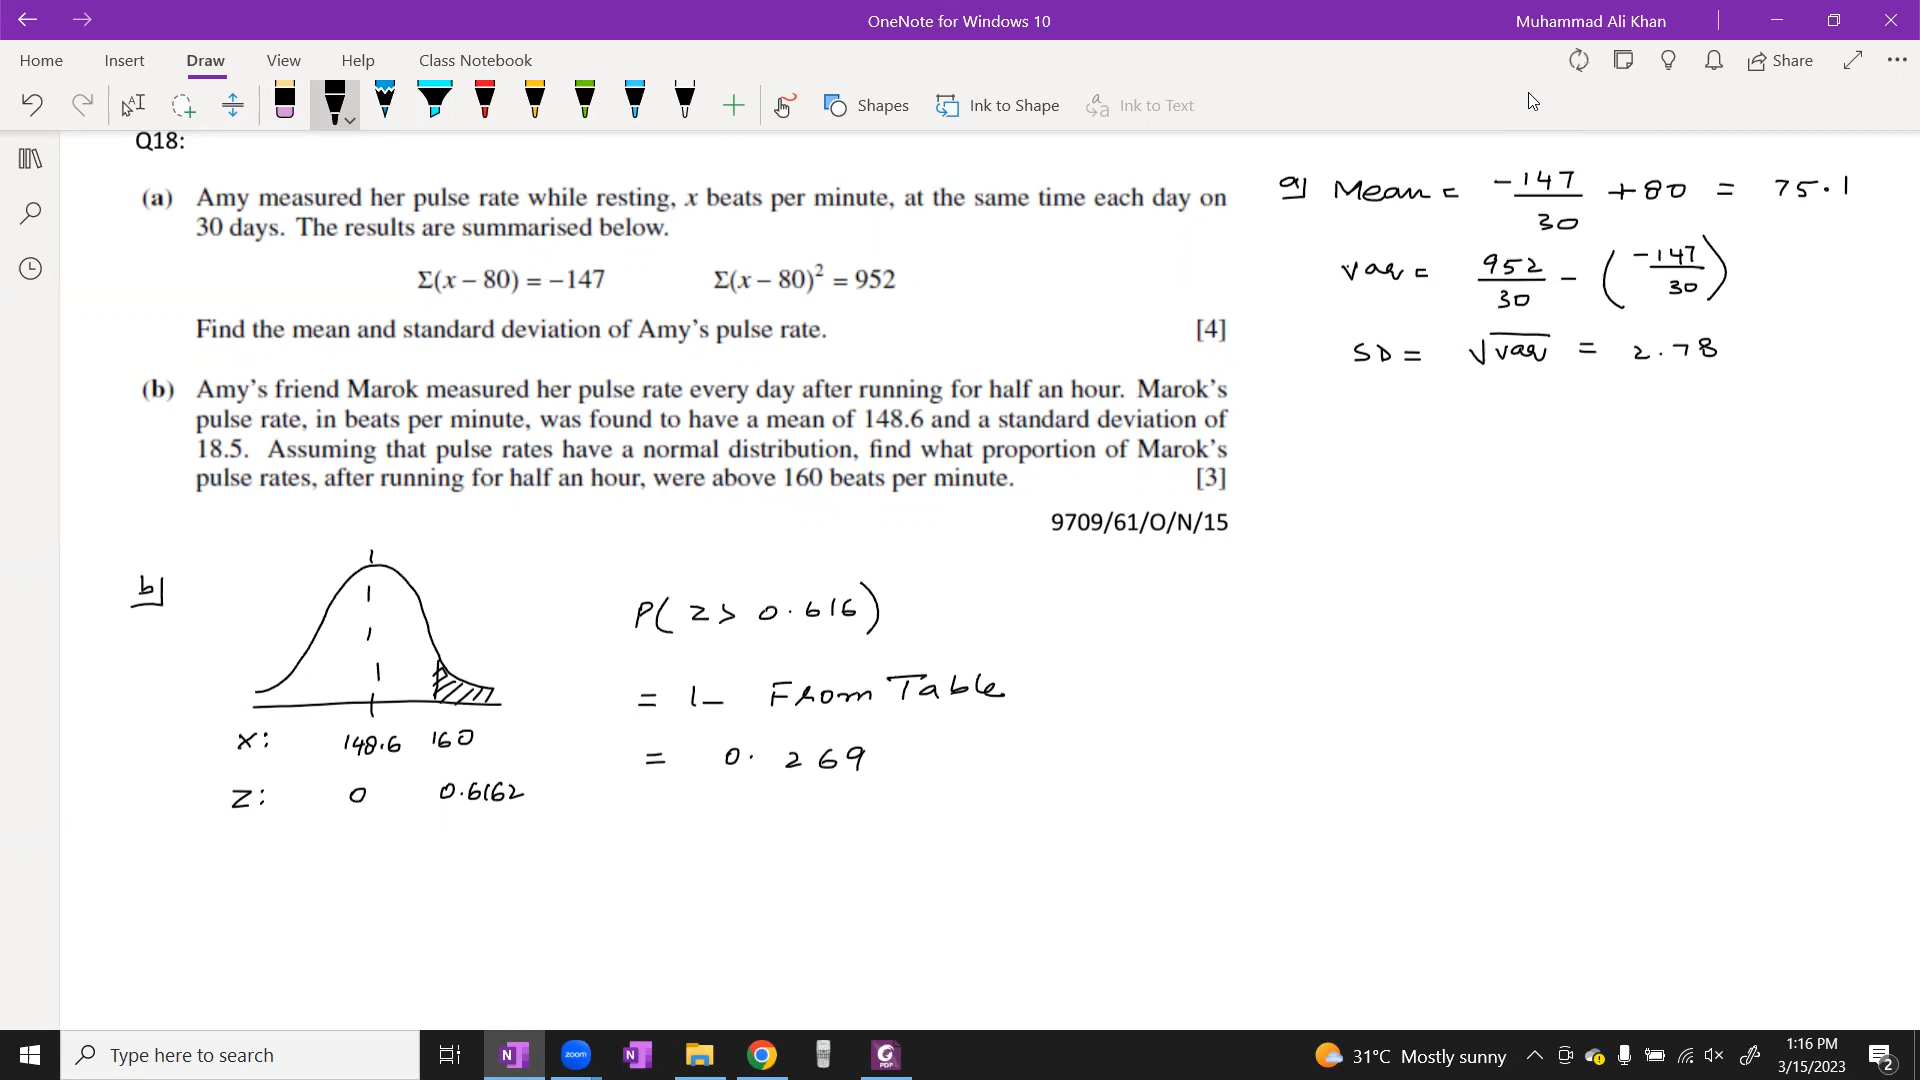 OneNote for Windows 10
Muhammad Ali Khan
Home Insert Draw View Help Class Notebook
Share
Shapes Ink to Shape Ink to Text
Q18:
(a) Amy measured her pulse rate while resting, x beats per minute, at the same time each day on
30 days. The results are summarised below.
Σ(x – 80) = –147 Σ(x – 80)² = 952
Find the mean and standard deviation of Amy's pulse rate. [4]
(b) Amy's friend Marok measured her pulse rate every day after running for half an hour. Marok's
pulse rate, in beats per minute, was found to have a mean of 148.6 and a standard deviation of
18.5. Assuming that pulse rates have a normal distribution, find what proportion of Marok's
pulse rates, after running for half an hour, were above 160 beats per minute. [3]
9709/61/O/N/15
a) Mean = -147/30 + 80 = 75.1
var = 952/30 - (-147/30)
SD = √var = 2.78
b)
x: 148.6 160
Z: 0 0.6162
P( Z > 0.616)
= 1- From Table
= 0.269
Type here to search
zoom
PDF
31°C Mostly sunny
1:16 PM
3/15/2023
2